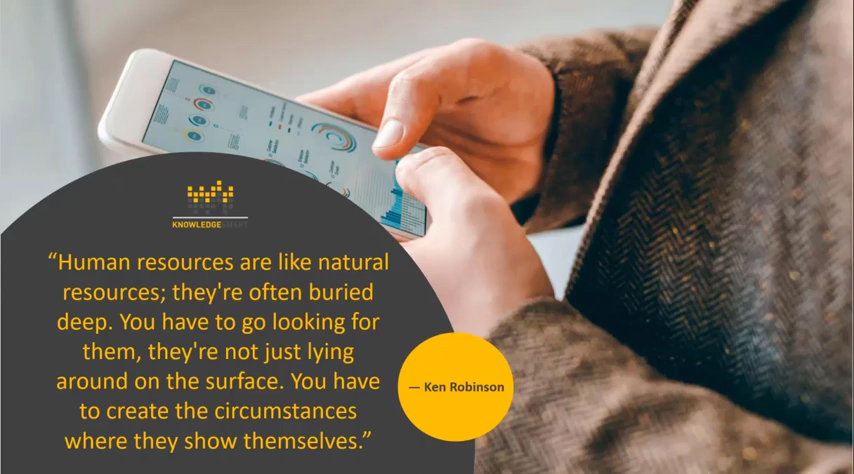 KNOWLEDGESMART
“Human resources are like natural
resources; they're often buried
deep. You have to go looking for
them, they're not just lying
around on the surface. You have
to create the circumstances
where they show themselves.”
— Ken Robinson